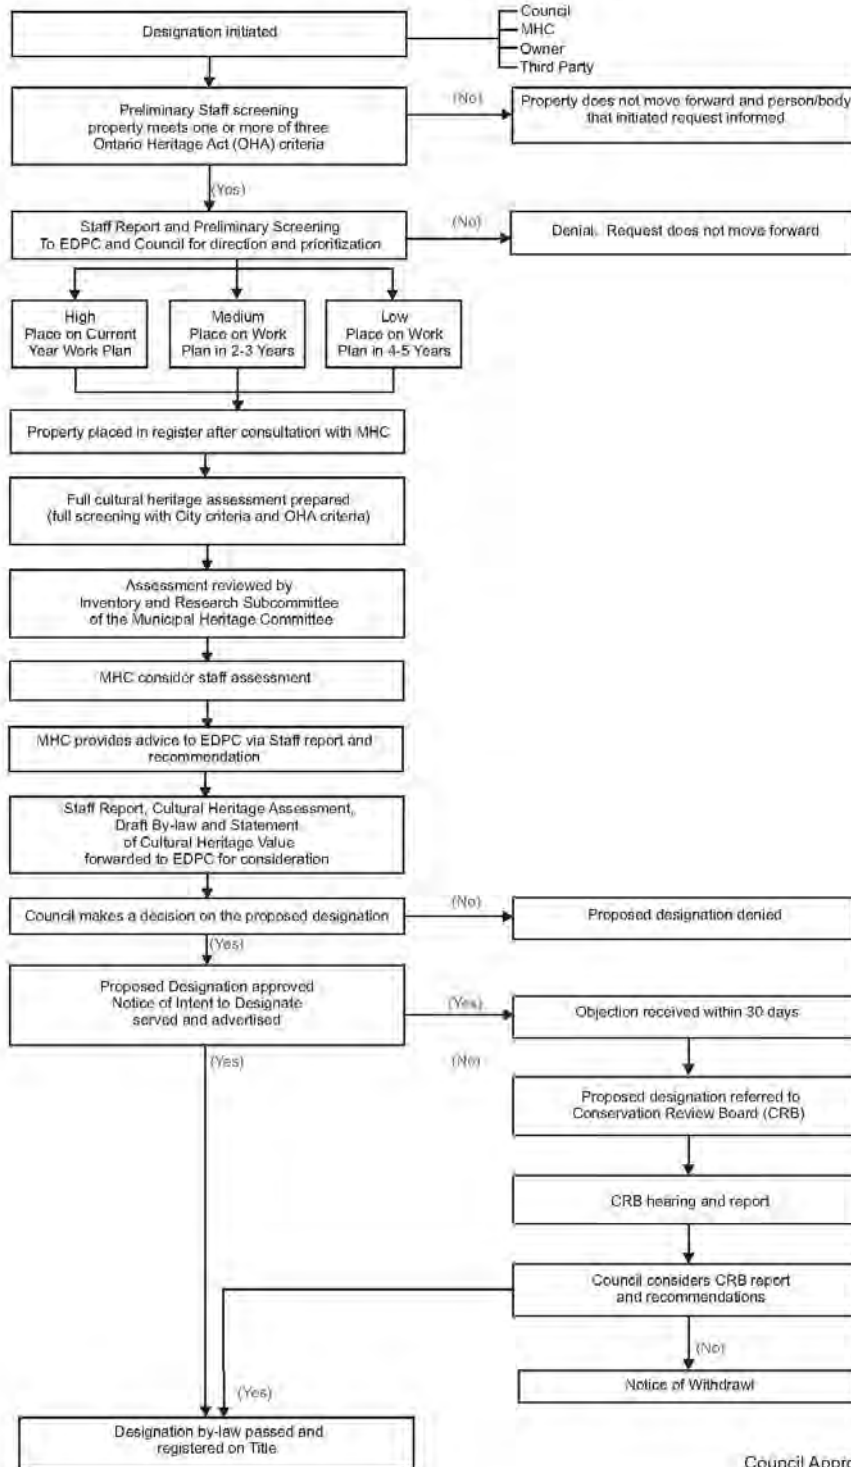 Designation initiated
Council
MHC
Owner
Third Party
Preliminary Staff screening
property meets one or more of three
Ontario Heritage Act (OHA) criteria
(No)
Property does not move forward and person/body
that initiated request informed
(Yes)
Staff Report and Preliminary Screening
To EDPC and Council for direction and prioritization
(No)
Denial. Request does not move forward
High
Place on Current
Year Work Plan
Medium
Place on Work
Plan in 2-3 Years
Low
Place on Work
Plan in 4-5 Years
Property placed in register after consultation with MHC
Full cultural heritage assessment prepared
(full screening with City criteria and OHA criteria)
Assessment reviewed by
Inventory and Research Subcommittee
of the Municipal Heritage Committee
MHC consider staff assessment
MHC provides advice to EDPC via Staff report and
recommendation
Staff Report, Cultural Heritage Assessment,
Draft By-law and Statement
of Cultural Heritage Value
forwarded to EDPC for consideration
Council makes a decision on the proposed designation
(No)
Proposed designation denied
(Yes)
Proposed Designation approved
Notice of Intent to Designate
served and advertised
(Yes)
Objection received within 30 days
(Yes)
(No)
Proposed designation referred to
Conservation Review Board (CRB)
CRB hearing and report
Council considers CRB report
and recommendations
(No)
Notice of Withdrawl
(Yes)
Designation by-law passed and
registered on Title
Council Appro